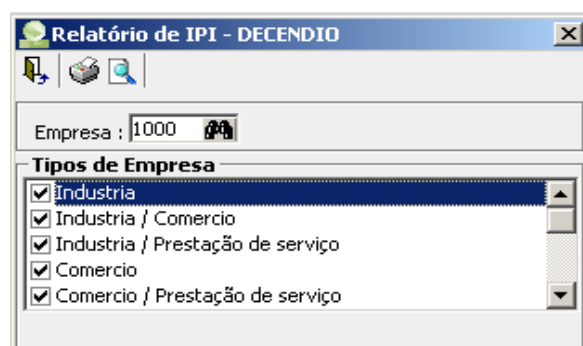 Relatório de IPI - DECENDIO
Empresa : 1000
Tipos de Empresa
Industria
Industria / Comercio
Industria / Prestação de serviço
Comercio
Comercio / Prestação de serviço